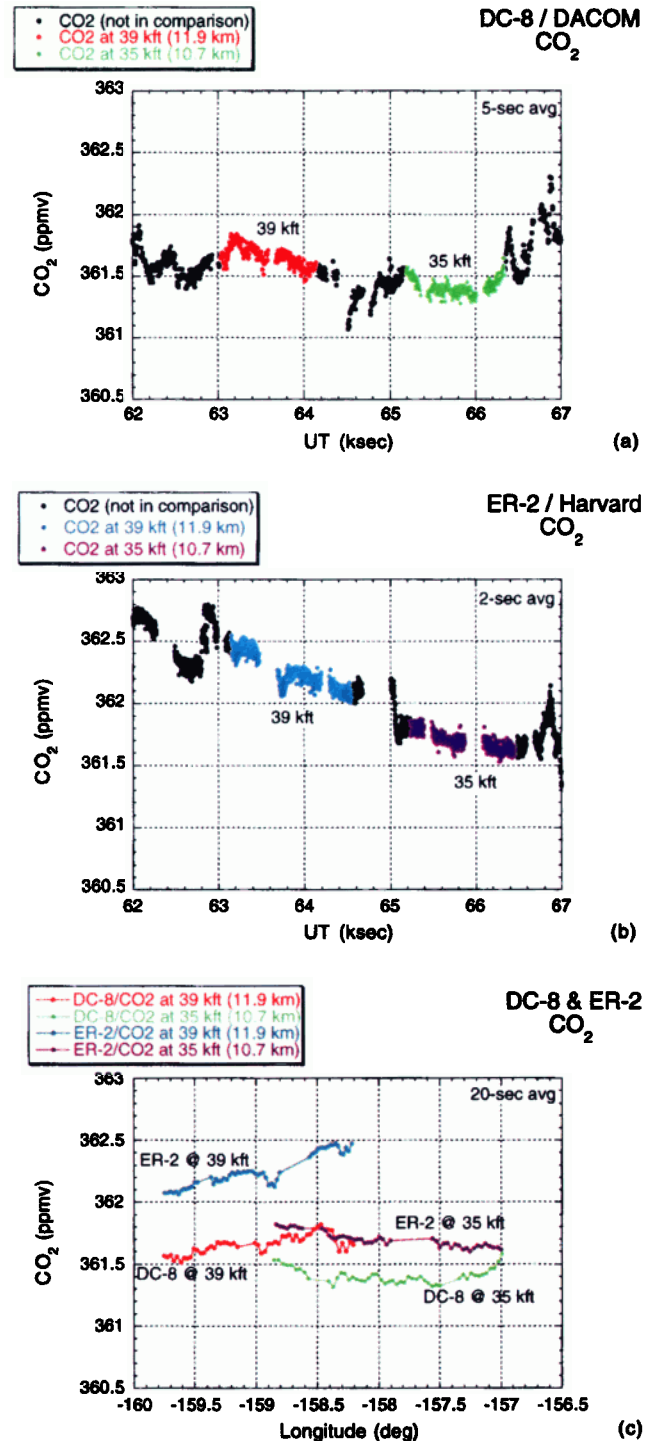 CO2 (not in comparison)
CO2 at 39 kft (11.9 km)
CO2 at 35 kft (10.7 km)
DC-8 / DACOM
CO2
363
362.5
362
361.5
361
360.5
CO2 (ppmv)
5-sec avg
39 kft
35 kft
62 63 64 65 66 67
UT (ksec)
(a)
CO2 (not in comparison)
CO2 at 39 kft (11.9 km)
CO2 at 35 kft (10.7 km)
ER-2 / Harvard
CO2
363
362.5
362
361.5
361
360.5
CO2 (ppmv)
2-sec avg
39 kft
35 kft
62 63 64 65 66 67
UT (ksec)
(b)
DC-8/CO2 at 39 kft (11.9 km)
DC-8/CO2 at 35 kft (10.7 km)
ER-2/CO2 at 39 kft (11.9 km)
ER-2/CO2 at 35 kft (10.7 km)
DC-8 & ER-2
CO2
363
362.5
362
361.5
361
360.5
CO2 (ppmv)
20-sec avg
ER-2 @ 39 kft
ER-2 @ 35 kft
DC-8 @ 39 kft
DC-8 @ 35 kft
-160 -159.5 -159 -158.5 -158 -157.5 -157 -156.5
Longitude (deg)
(c)